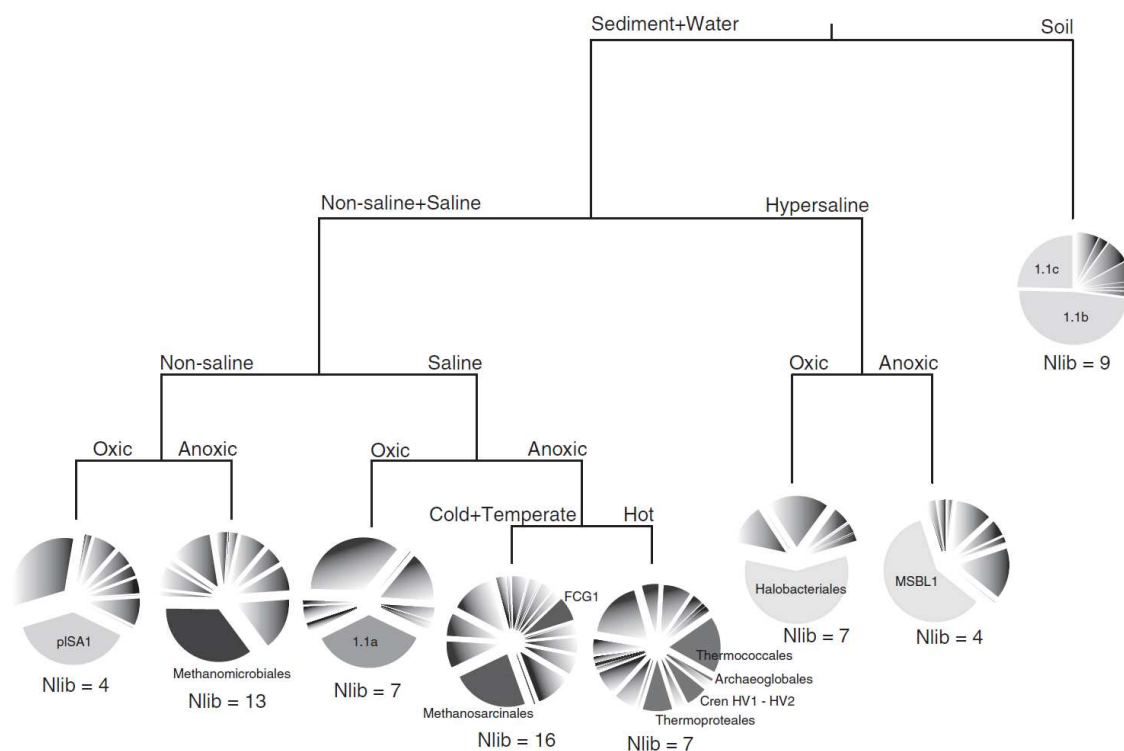 Sediment+Water
Soil
Non-saline+Saline
Hypersaline
1.1c
1.1b
Nlib = 9
Non-saline
Saline
Oxic
Anoxic
Oxic
Anoxic
Oxic
Anoxic
Cold+Temperate
Hot
FCG1
Halobacteriales
MSBL1
pISA1
1.1a
Nlib = 7
Nlib = 4
Thermococcales
Methanomicrobiales
Archaeoglobales
Nlib = 4
Nlib = 13
Nlib = 7
Cren HV1 - HV2
Methanosarcinales
Thermoproteales
Nlib = 16
Nlib = 7